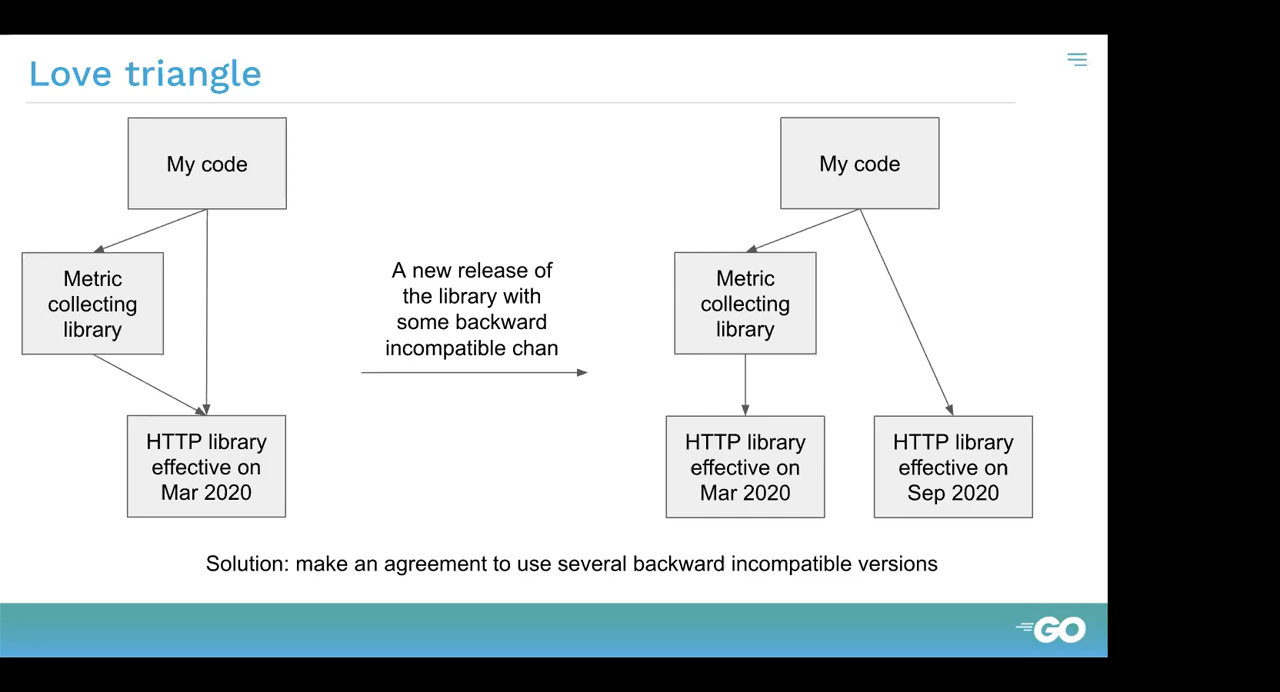 Love triangle
My code
Metric
collecting
library
HTTP library
effective on
Mar 2020
A new release of
the library with
some backward
incompatible chan
My code
Metric
collecting
library
HTTP library
effective on
Mar 2020
HTTP library
effective on
Sep 2020
Solution: make an agreement to use several backward incompatible versions
GO